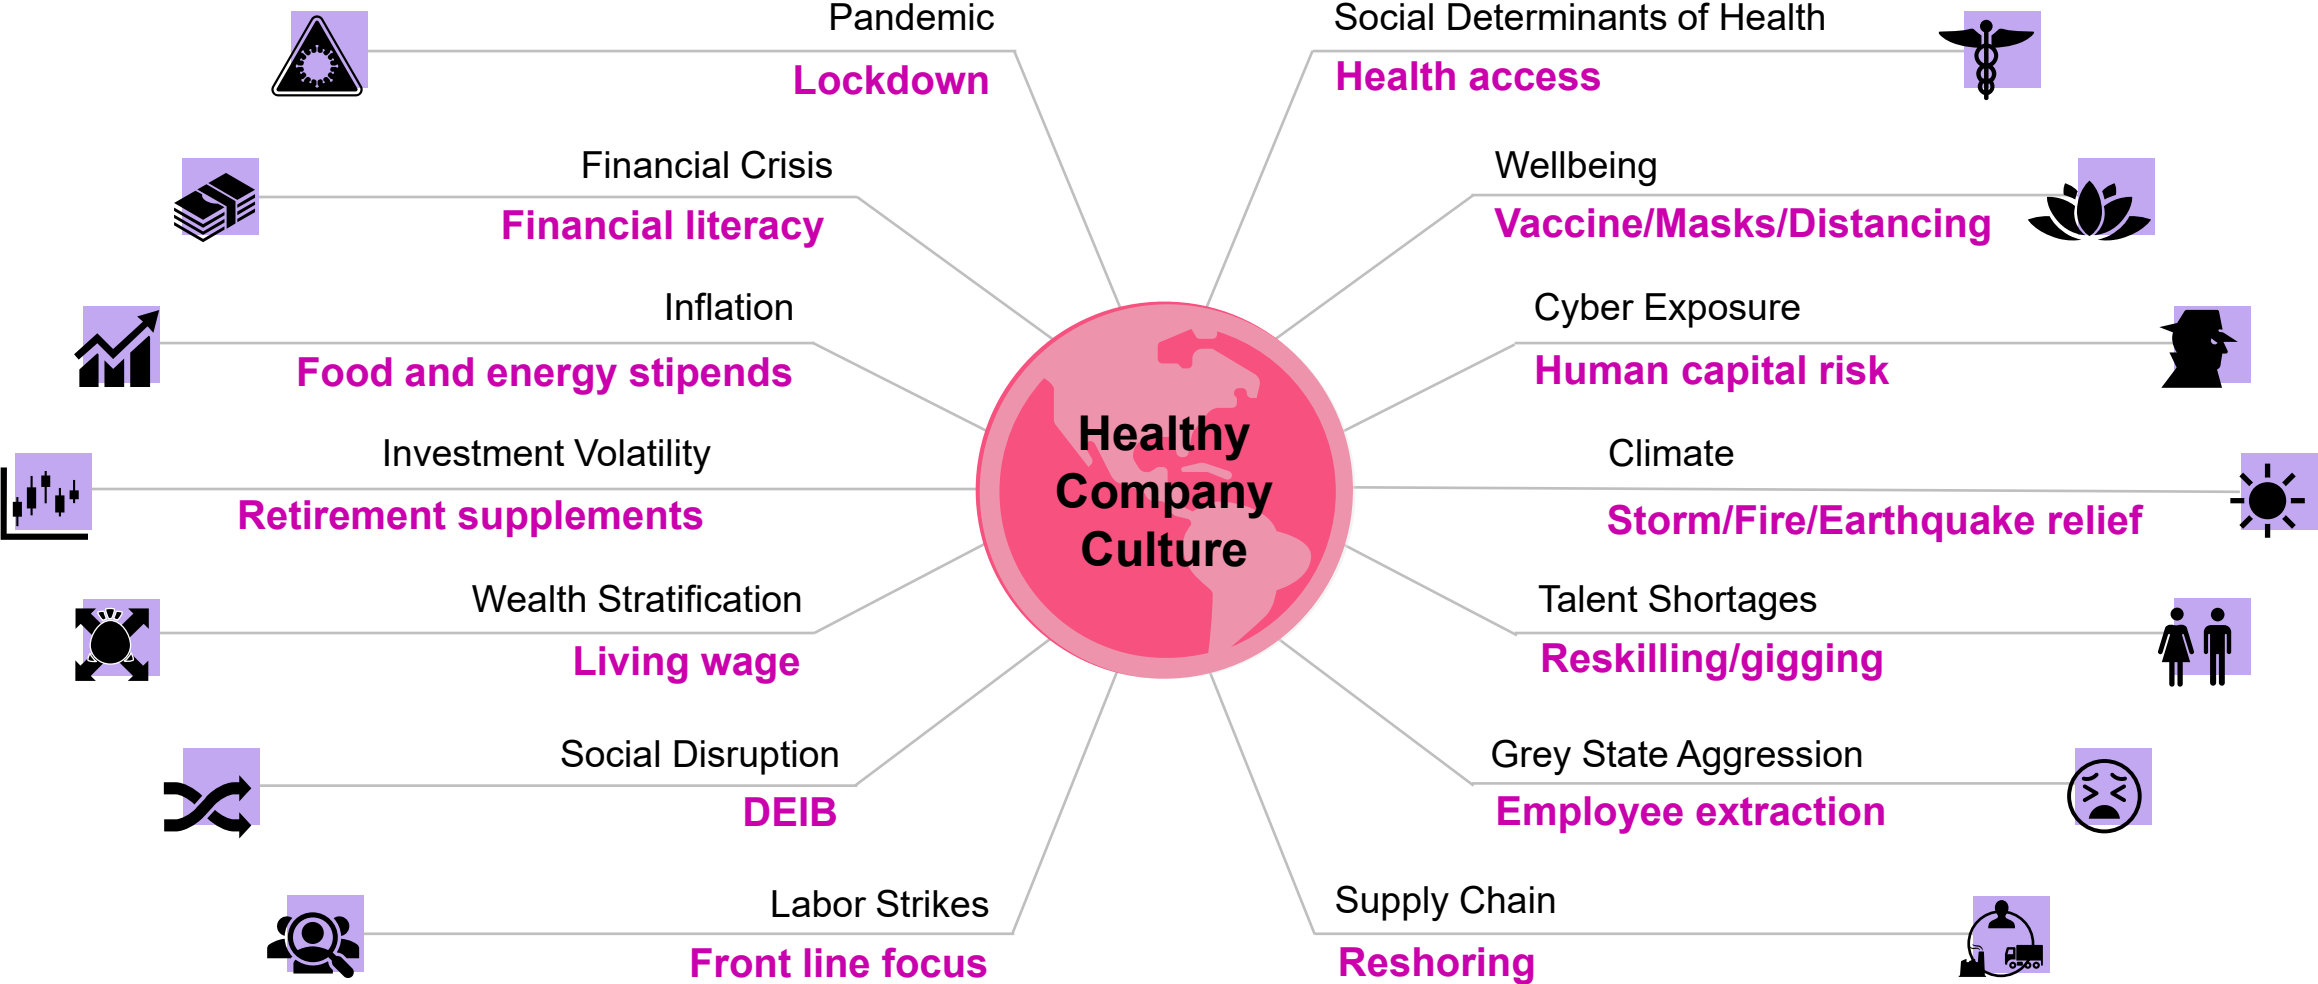 Pandemic
Lockdown
Financial Crisis
Financial literacy
Inflation
Food and energy stipends
Investment Volatility
Retirement supplements
Wealth Stratification
Living wage
Social Disruption
DEIB
Labor Strikes
Front line focus
Healthy
Company
Culture
Social Determinants of Health
Health access
Wellbeing
Vaccine/Masks/Distancing
Cyber Exposure
Human capital risk
Climate
Storm/Fire/Earthquake relief
Talent Shortages
Reskilling/gigging
Grey State Aggression
Employee extraction
Supply Chain
Reshoring